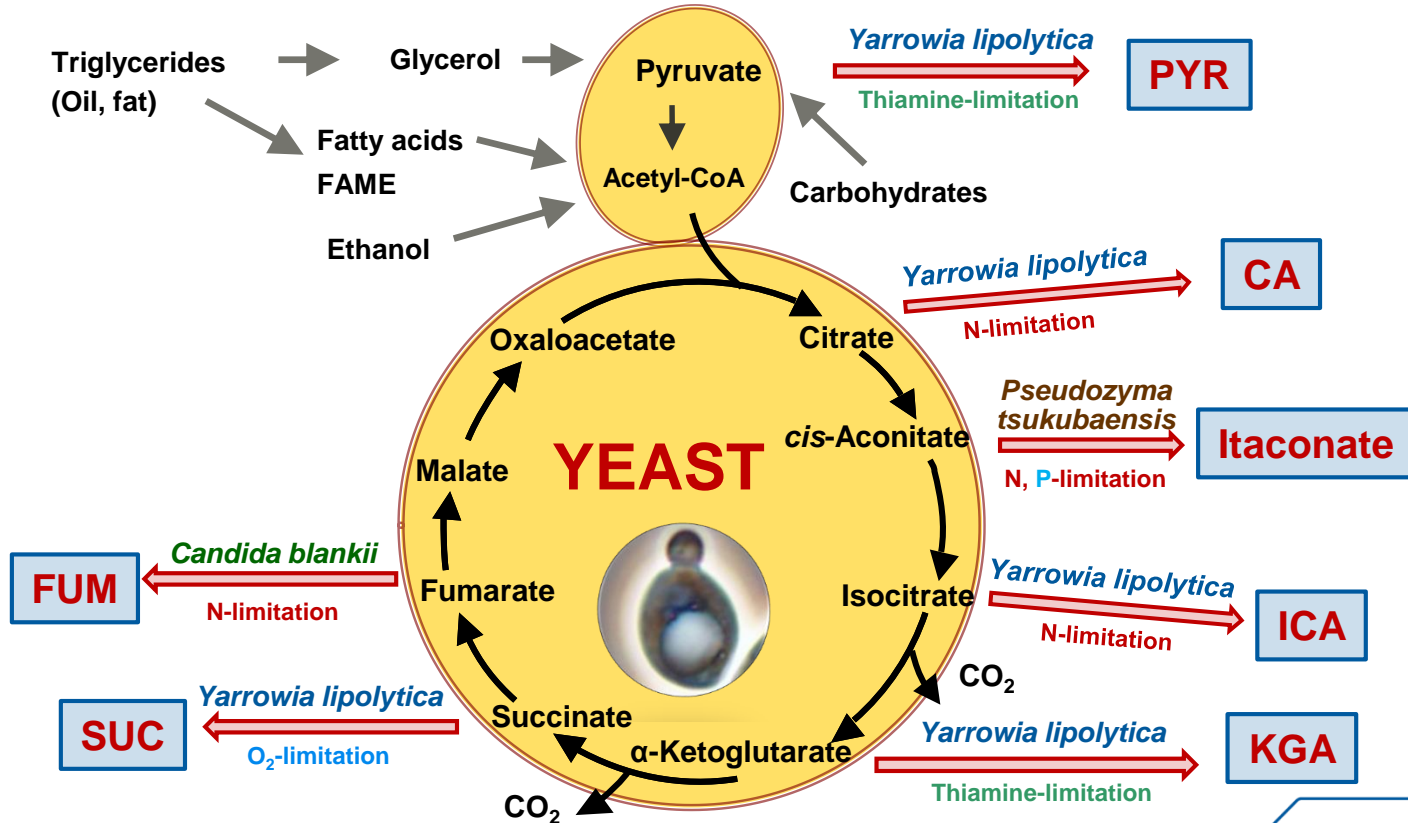 Triglycerides
(Oil, fat)
Glycerol
Pyruvate
Yarrowia lipolytica
Thiamine-limitation
PYR
Fatty acids
FAME
Acetyl-CoA
Carbohydrates
Ethanol
Yarrowia lipolytica
N-limitation
CA
Oxaloacetate
Citrate
Pseudozyma
tsukubaensis
N, P-limitation
Itaconate
cis-Aconitate
YEAST
Malate
Candida blankii
N-limitation
FUM
Fumarate
Isocitrate
Yarrowia lipolytica
N-limitation
ICA
CO₂
Yarrowia lipolytica
O₂-limitation
SUC
Succinate
α-Ketoglutarate
Yarrowia lipolytica
Thiamine-limitation
KGA
CO₂